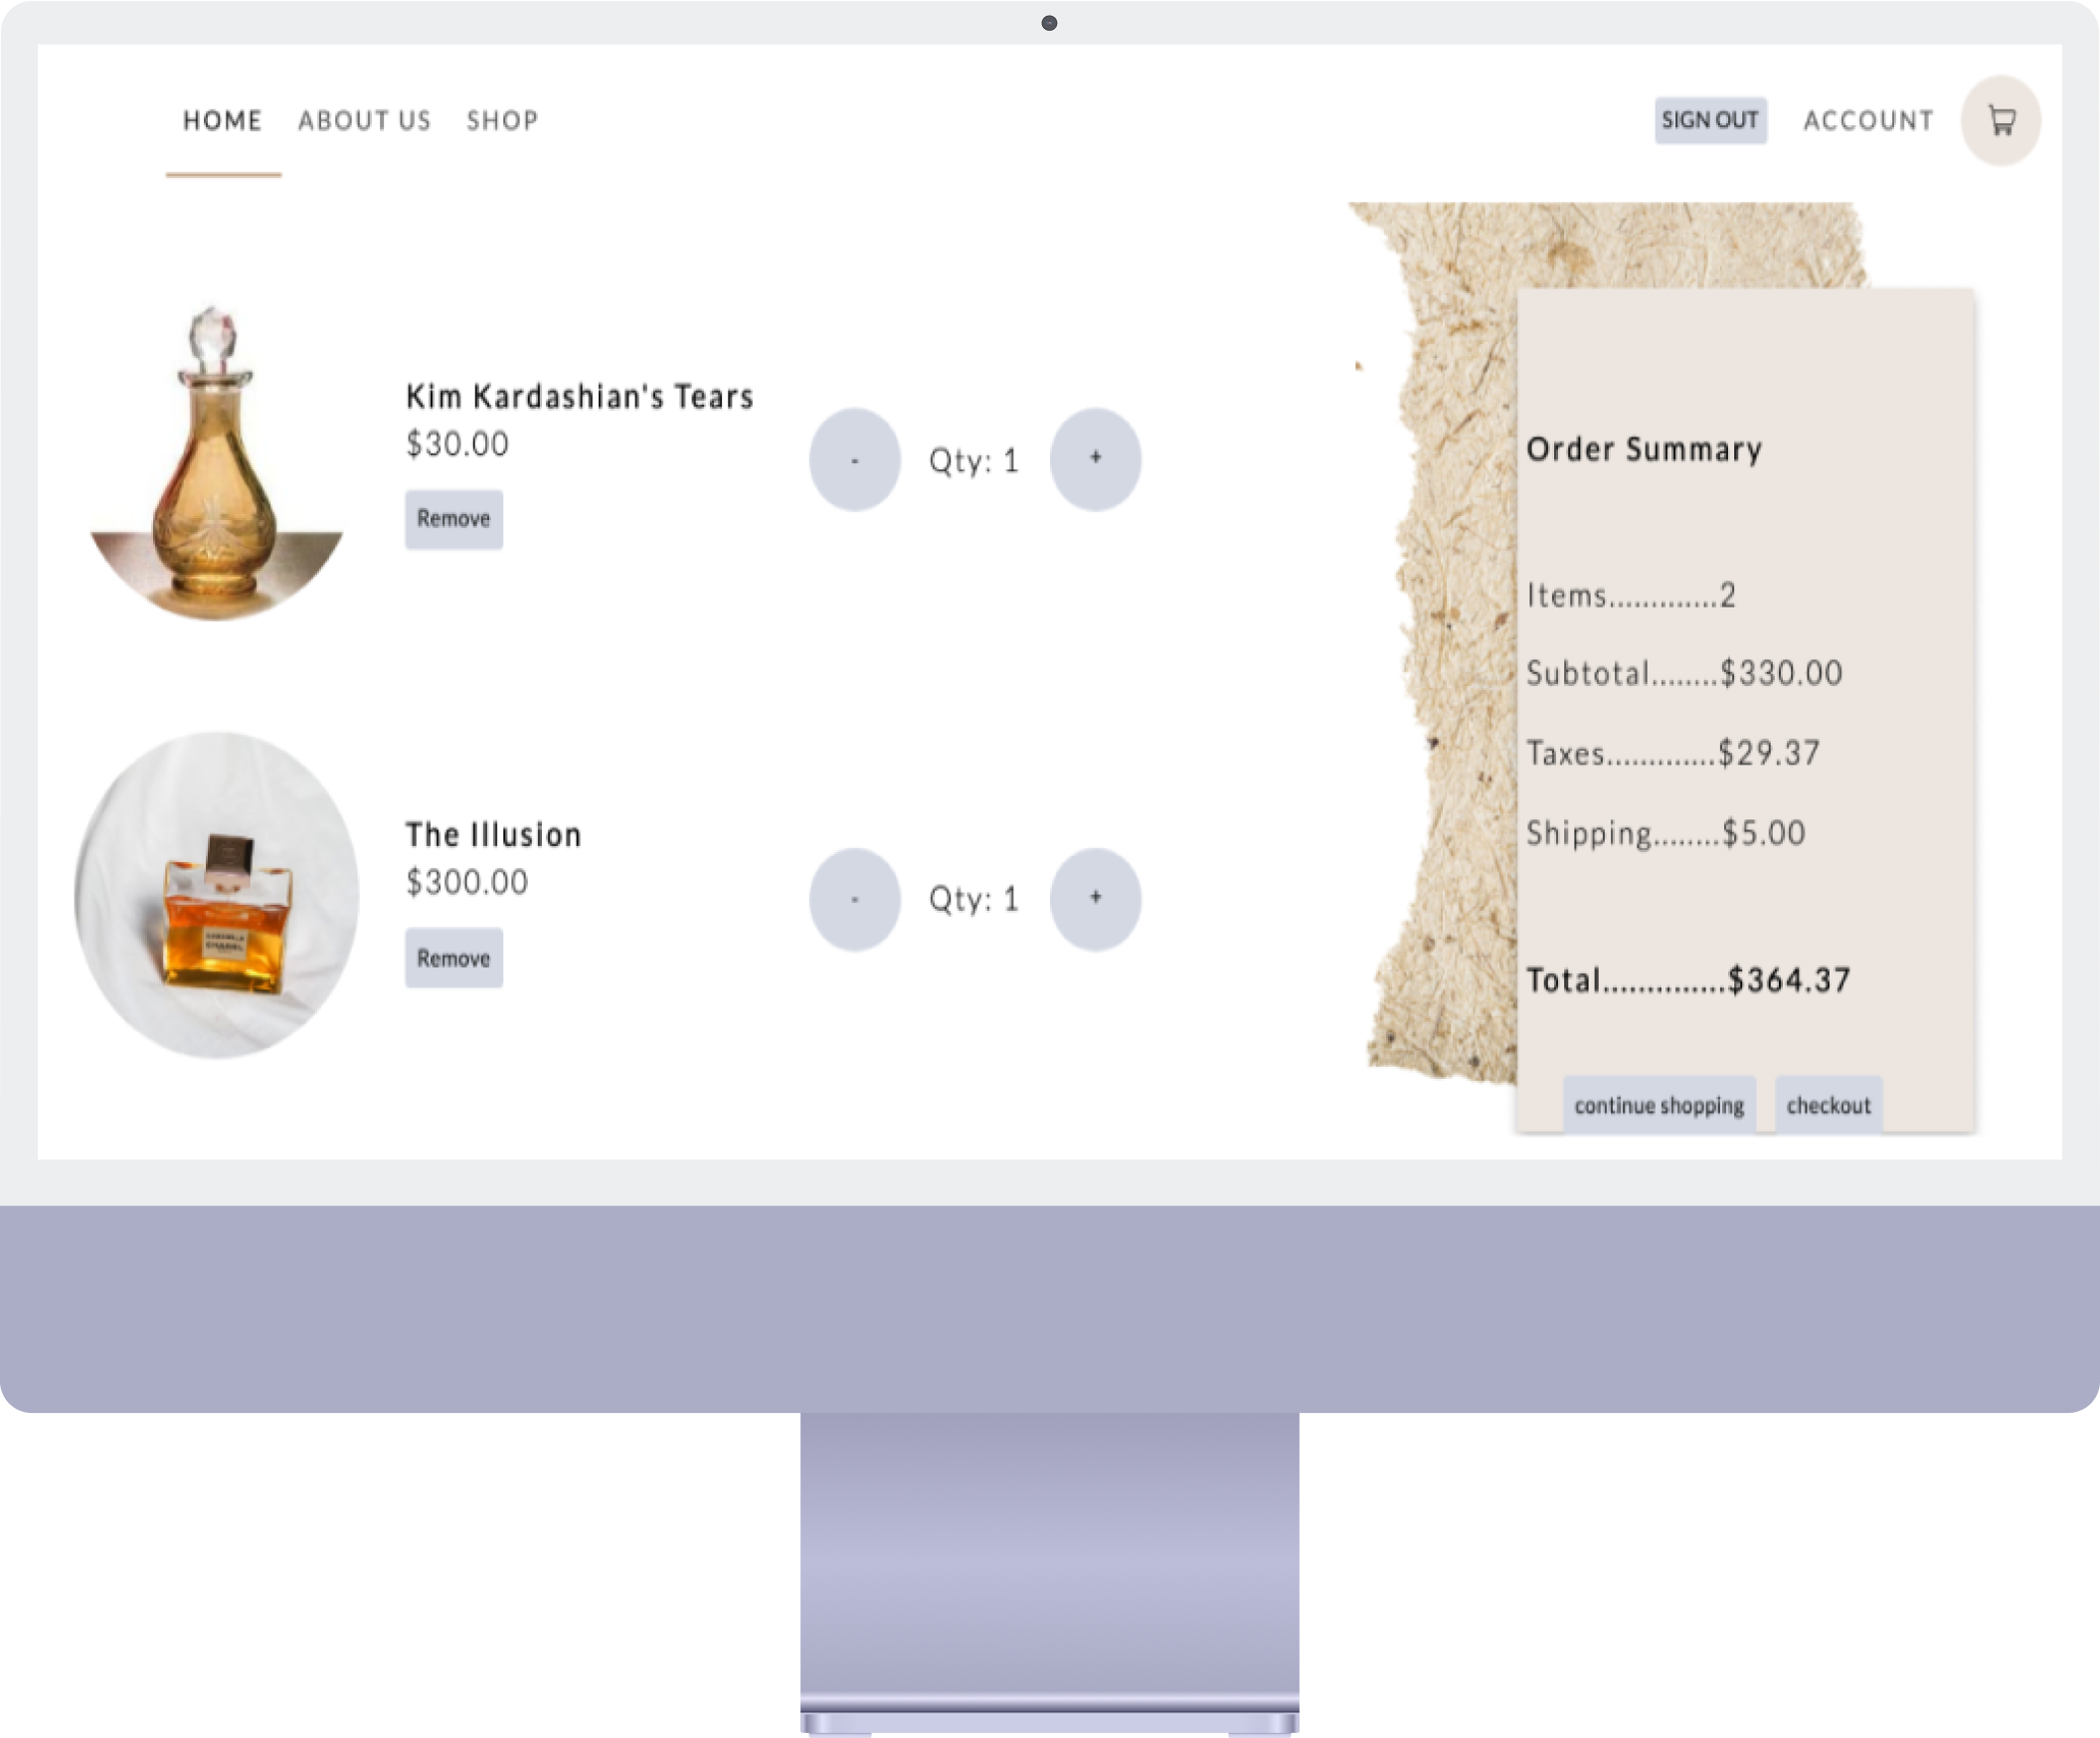 HOME ABOUT US SHOP
SIGN OUT ACCOUNT
Kim Kardashian's Tears
$30.00
Remove
- Qty: 1 +
The Illusion
$300.00
Remove
- Qty: 1 +
CHANEL
Order Summary
Items.............2
Subtotal........$330.00
Taxes.............$29.37
Shipping........$5.00
Total..............$364.37
continue shopping checkout